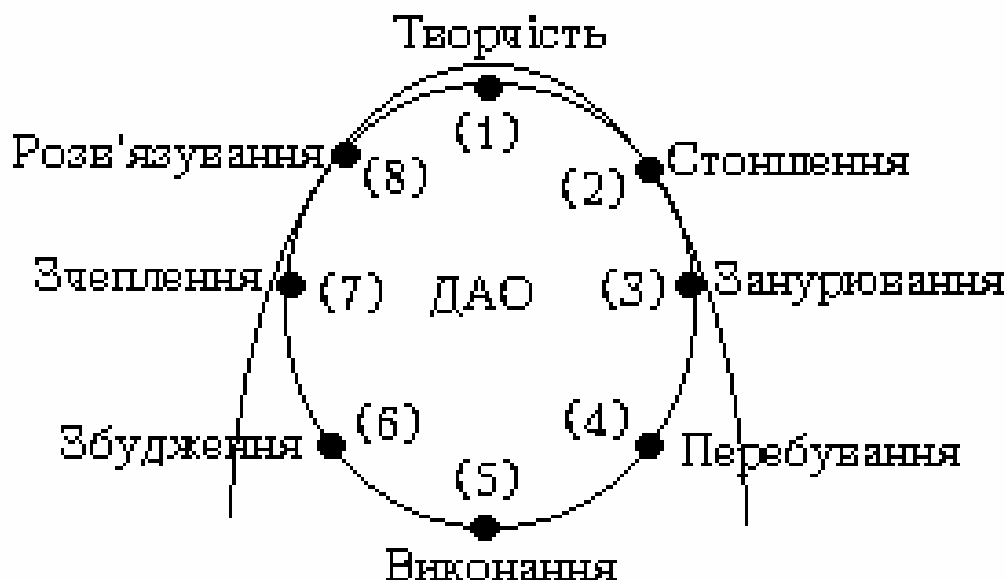 Творчість
(1)
Розв'язування
(8)
(2)
Стоншення
Зчеплення
(7)
ДАО
(3)
Занурювання
Збудження
(6)
(4)
Перебування
(5)
Виконання